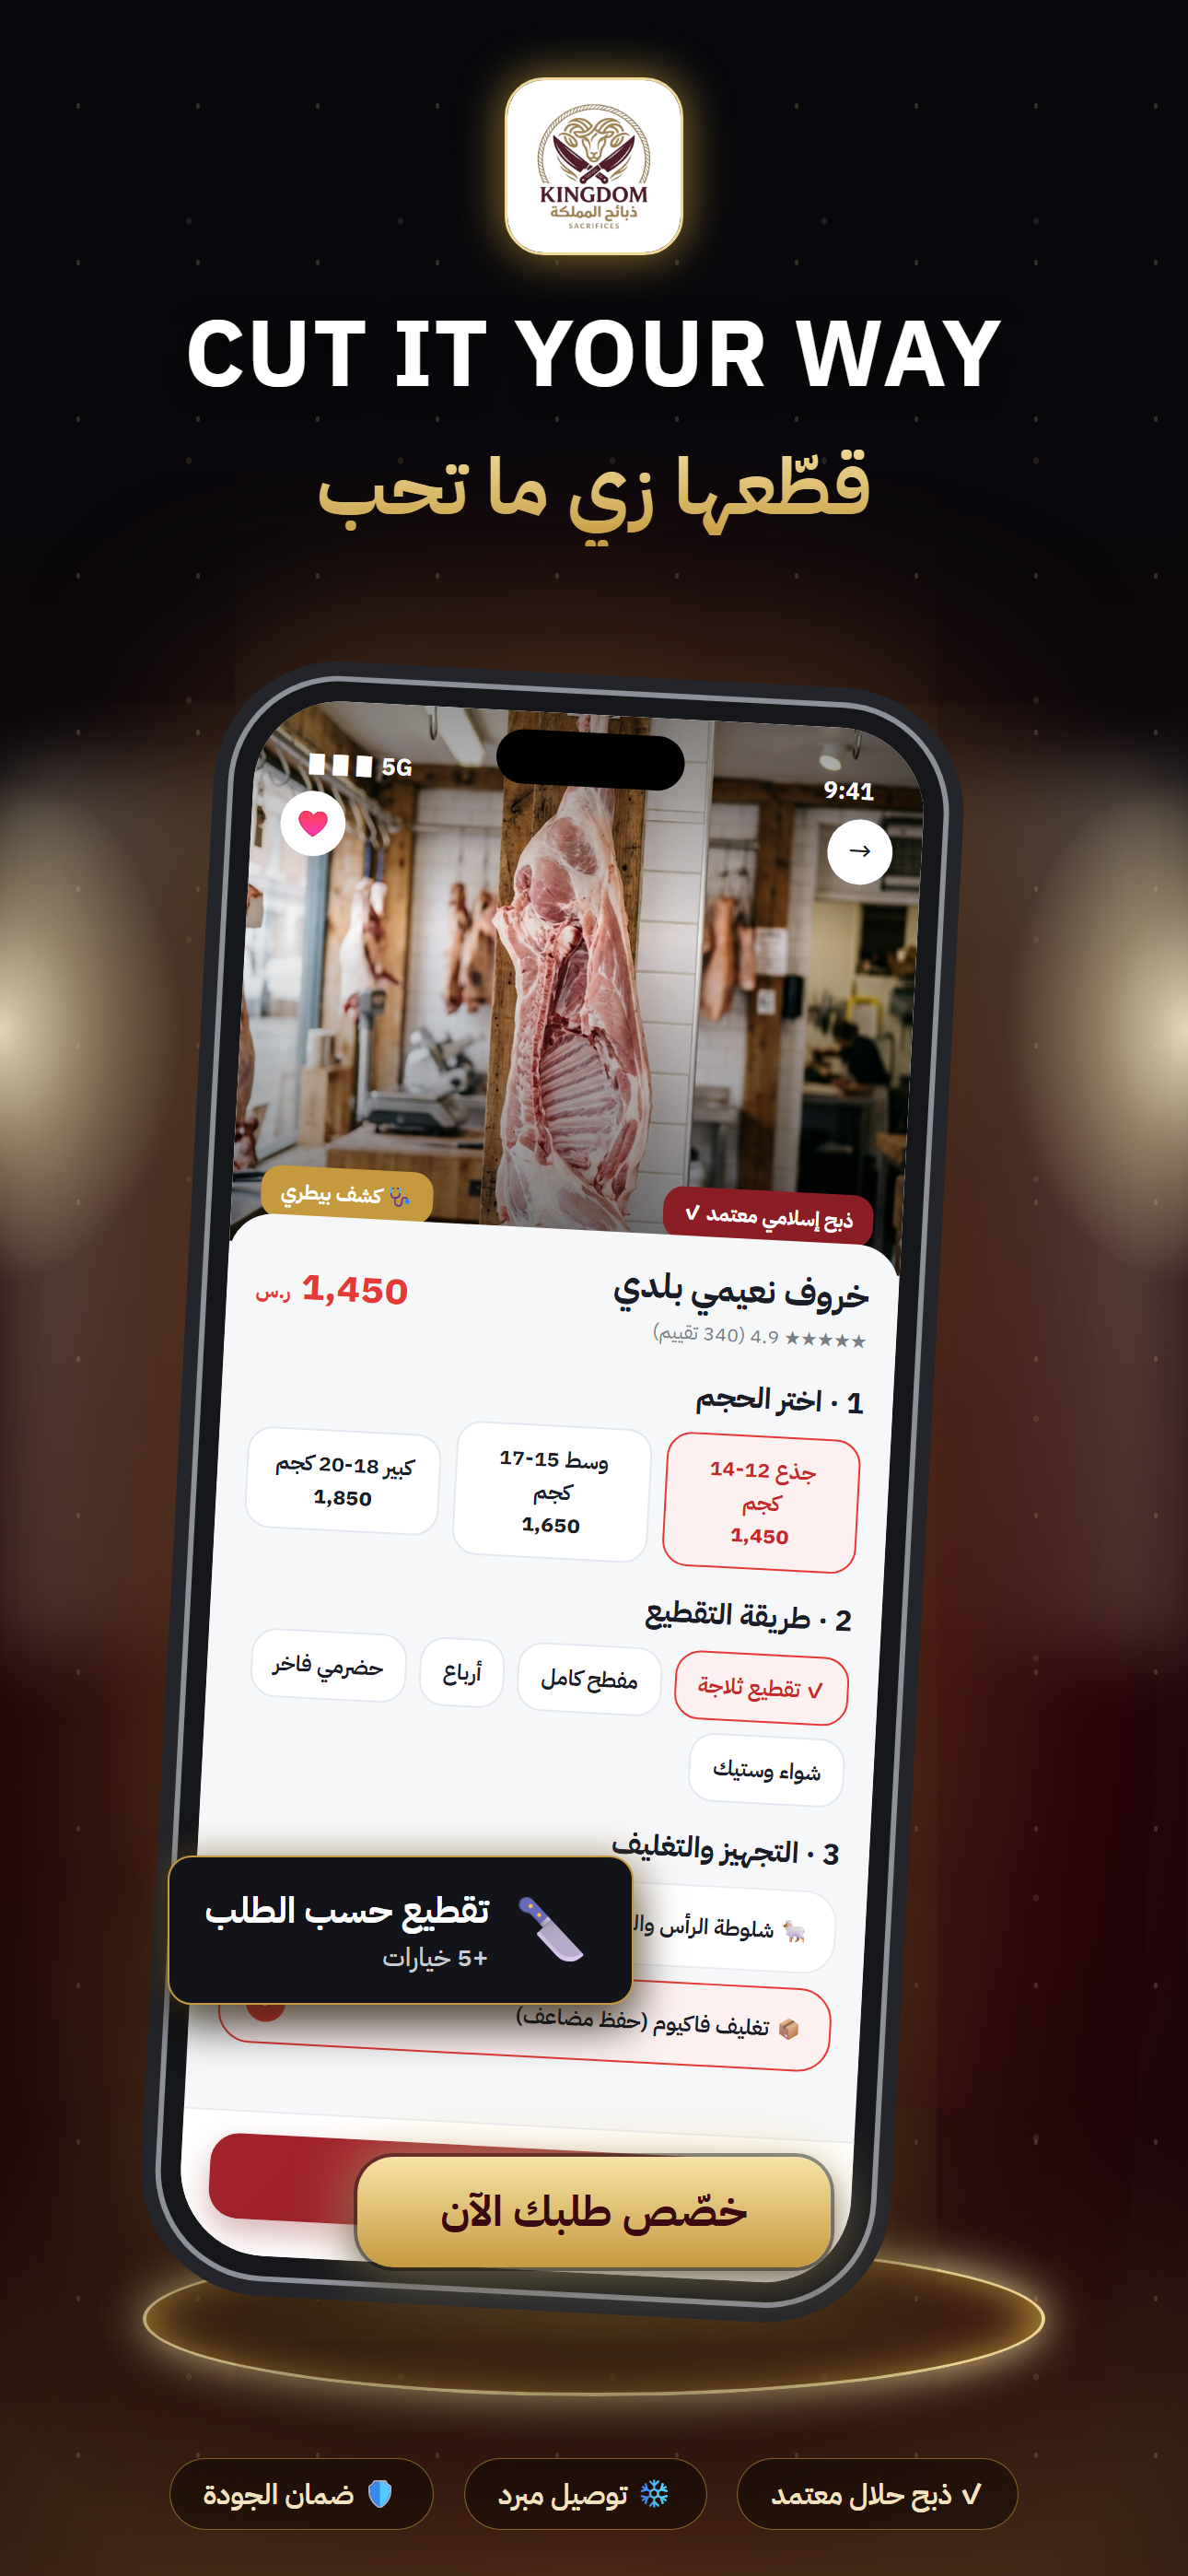 KINGDOM
ذبائح المملكة
SACRIFICES
CUT IT YOUR WAY
قطّعها زي ما تحب
5G
9:41
→
كشف بيطري
ذبح إسلامي معتمد ✓
خروف نعيمي بلدي
1,450 ر.س
★★★★★ 4.9 (340 تقييم)
1 · اختر الحجم
جذع 12-14
كجم
1,450
وسط 15-17
كجم
1,650
كبير 18-20 كجم
1,850
2 · طريقة التقطيع
✓ تقطيع ثلاجة
مفطح كامل
أرباع
حضرمي فاخر
شواء وستيك
3 · التجهيز والتغليف
شلوطة الرأس
تقطيع حسب الطلب
+5 خيارات
تغليف فاكيوم (حفظ مضاعف)
خصّص طلبك الآن
✓ ذبح حلال معتمد
توصيل مبرد
ضمان الجودة